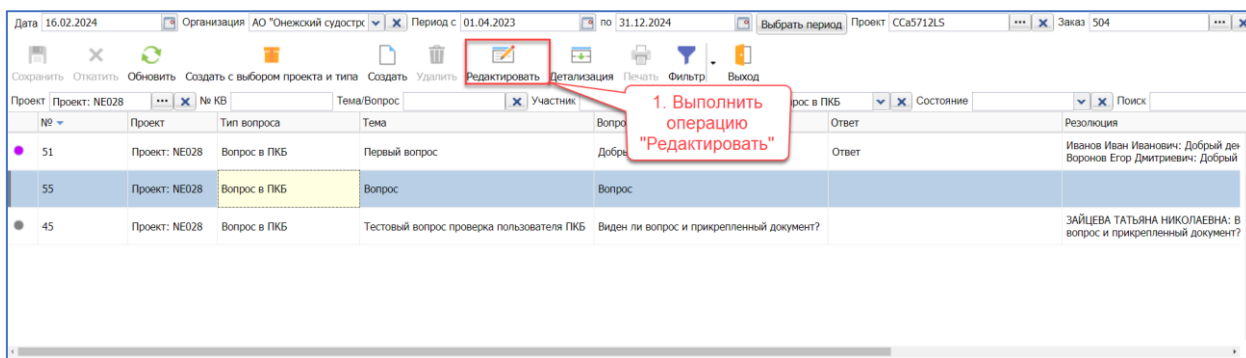 Дата 16.02.2024 Организация АО "Онежский судостро Период с 01.04.2023 по 31.12.2024 Выбрать период Проект CCa5712LS ... Заказ 504 ...
Сохранить Откатить Обновить Создать с выбором проекта и типа Создать Удалить Редактировать Детализация Печать Фильтр Выход
Проект Проект: NE028 ... № КВ Тема/Вопрос Участник рос в ПКБ Состояние Поиск
1. Выполнить
операцию
"Редактировать"
№ Проект Тип вопроса Тема Вопро Ответ Резолюция
51 Проект: NE028 Вопрос в ПКБ Первый вопрос Добры Ответ Иванов Иван Иванович: Добрый ден
Воронов Егор Дмитриевич: Добрый
55 Проект: NE028 Вопрос в ПКБ Вопрос Вопрос
45 Проект: NE028 Вопрос в ПКБ Тестовый вопрос проверка пользователя ПКБ Виден ли вопрос и прикрепленный документ? ЗАЙЦЕВА ТАТЬЯНА НИКОЛАЕВНА: В
вопрос и прикрепленный документ?